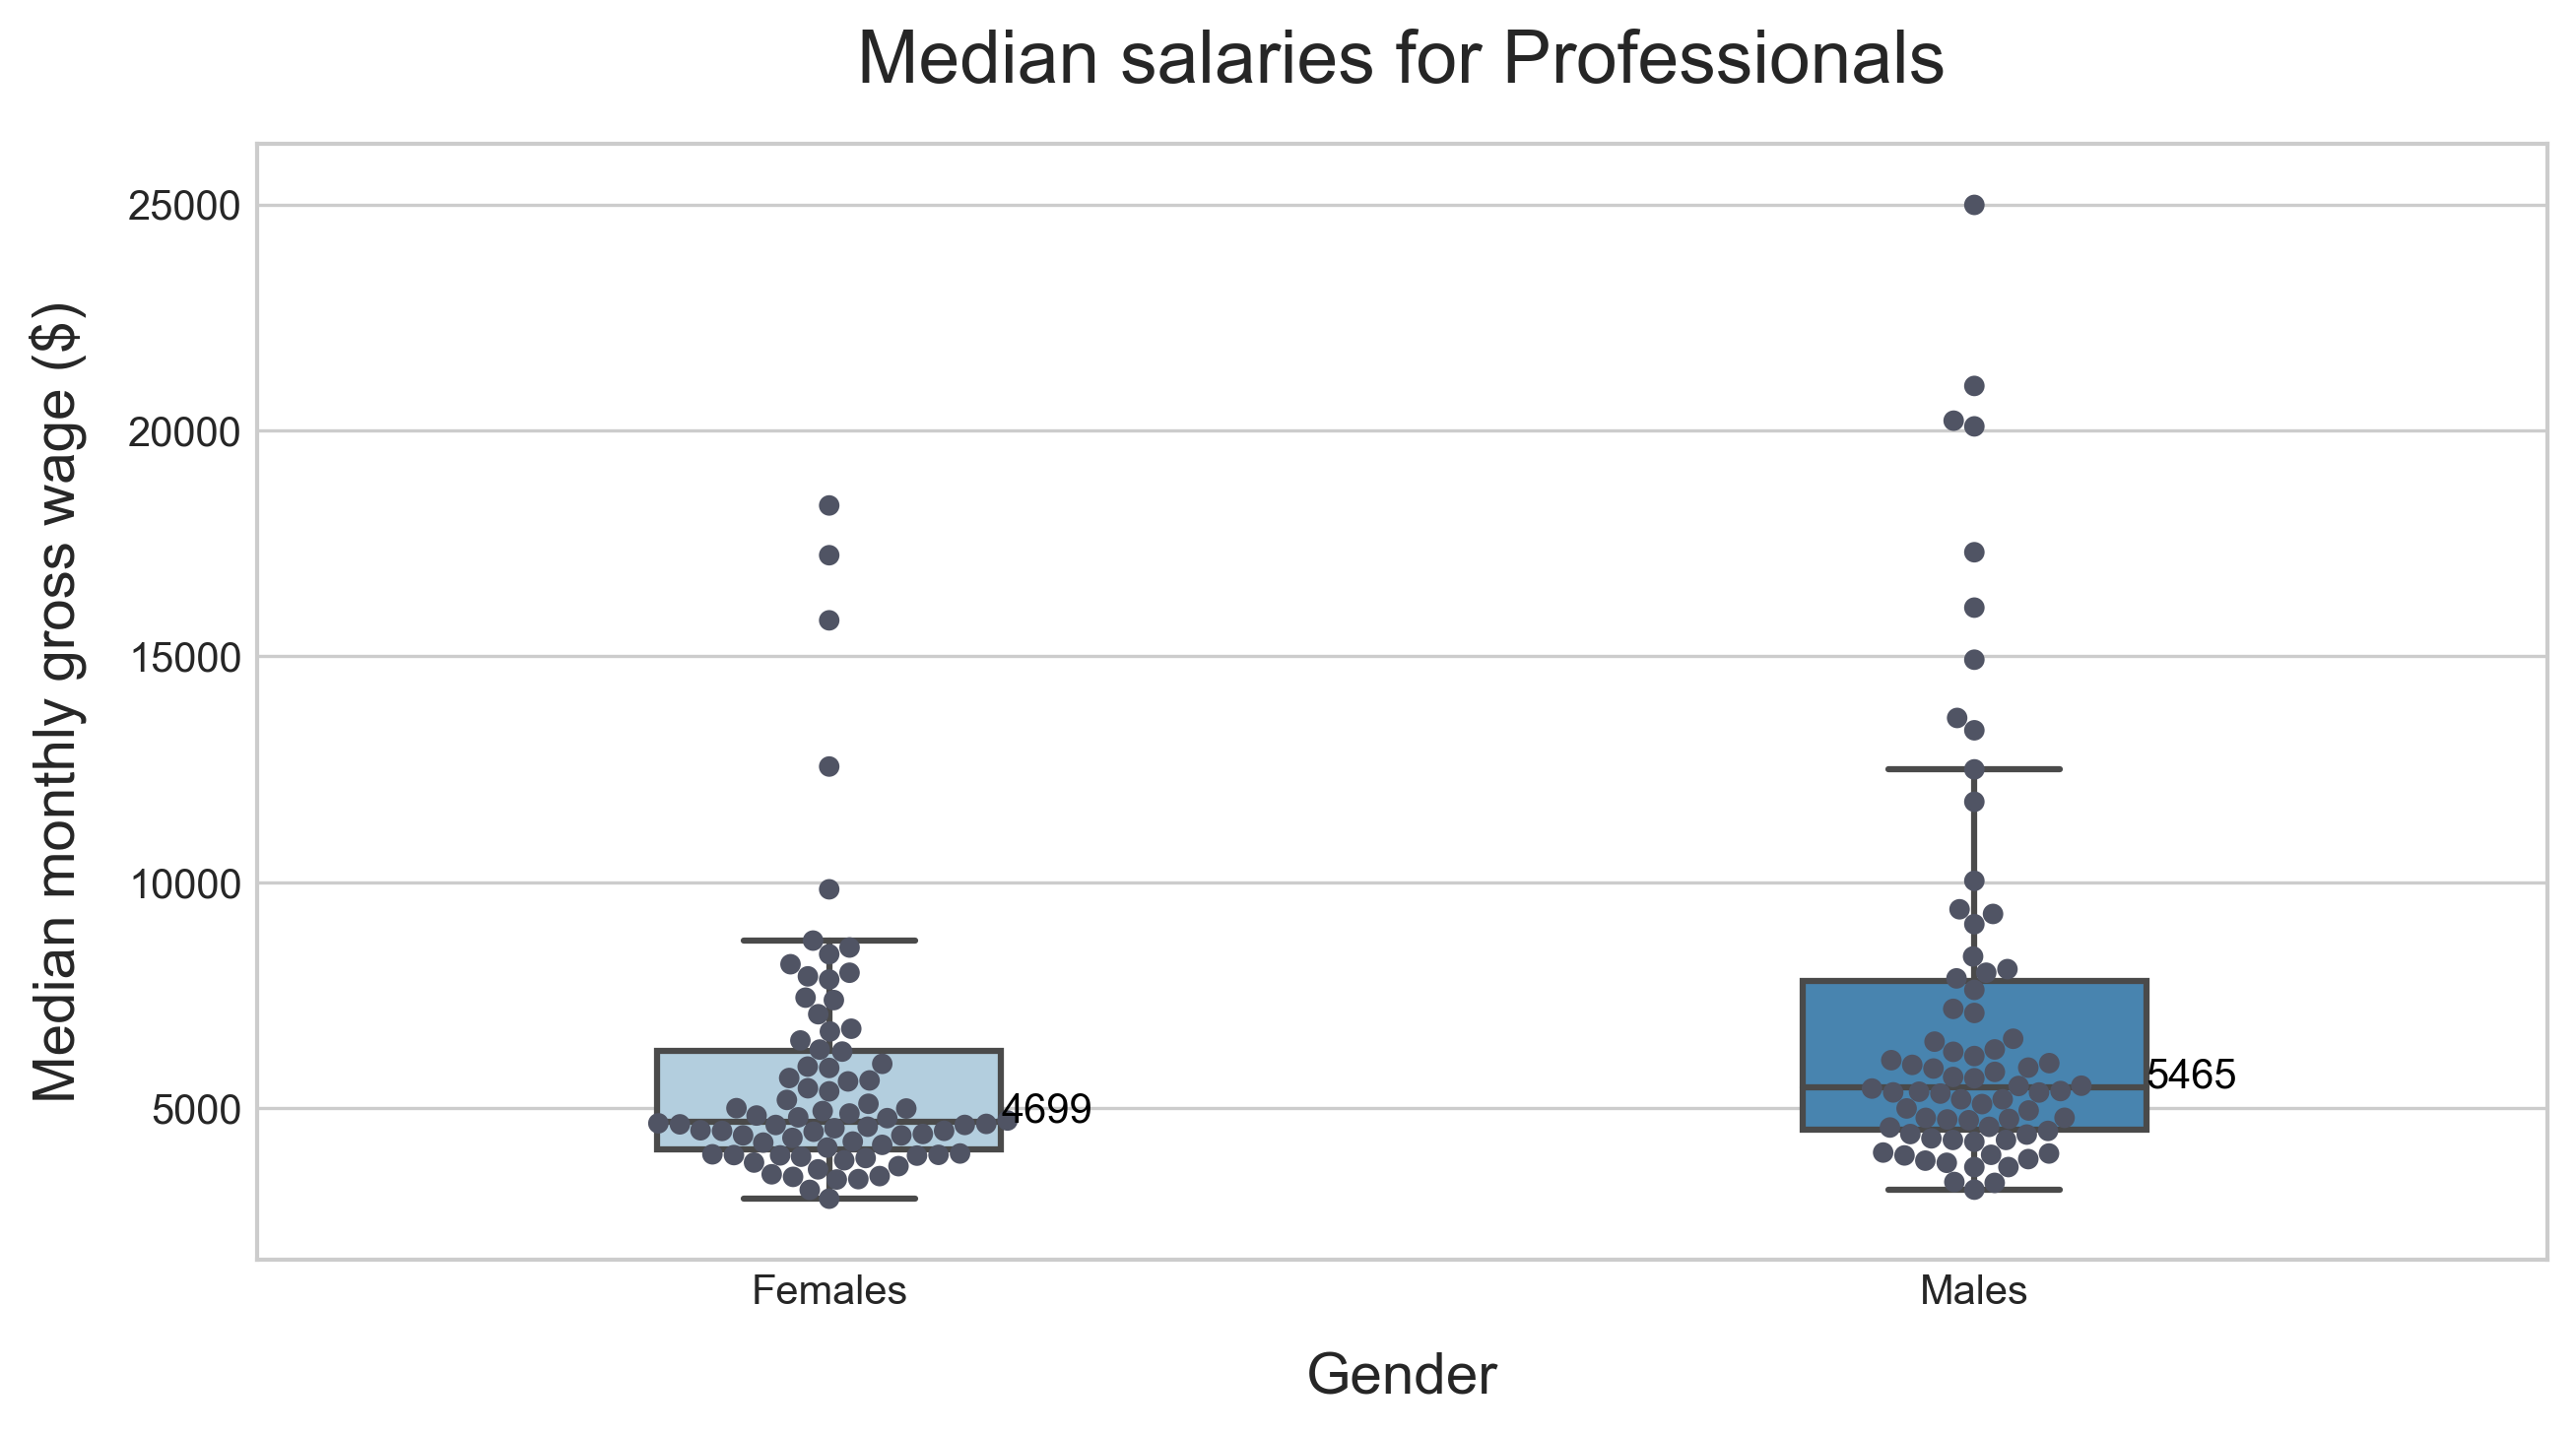 Median salaries for Professionals
Median monthly gross wage ($)
25000
20000
15000
10000
5000
4699
5465
Females
Males
Gender